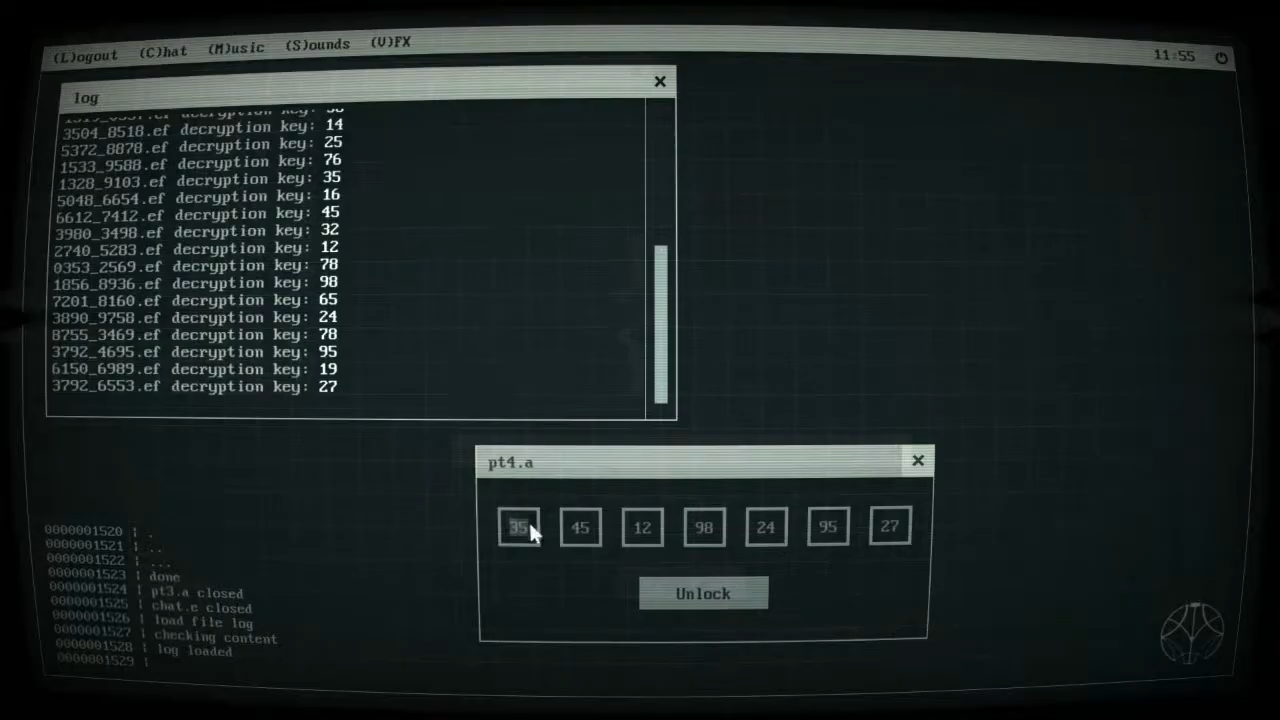 (L)ogout (C)hat (M)usic (S)ounds (V)FX 11:55
log
decryption key:
3504_8518.ef decryption key: 14
5372_8878.ef decryption key: 25
1533_9588.ef decryption key: 76
1328_9103.ef decryption key: 35
5048_6654.ef decryption key: 16
6612_7412.ef decryption key: 45
3980_3498.ef decryption key: 32
2740_5283.ef decryption key: 12
0353_2569.ef decryption key: 78
1856_8936.ef decryption key: 98
7201_8160.ef decryption key: 65
3890_9758.ef decryption key: 24
8755_3469.ef decryption key: 78
3792_4695.ef decryption key: 95
6150_6989.ef decryption key: 19
3792_6553.ef decryption key: 27
pt4.a
35 45 12 98 24 95 27
Unlock
0000001520 | .
0000001521 | ..
0000001522 | ...
0000001523 | done
0000001524 | pt3.a closed
0000001525 | chat.e closed
0000001526 | load file log
0000001527 | checking content
0000001528 | log loaded
0000001529 |